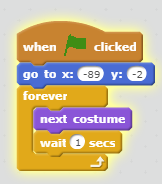 when clicked
go to x: -89 y: -2
forever
next costume
wait 1 secs